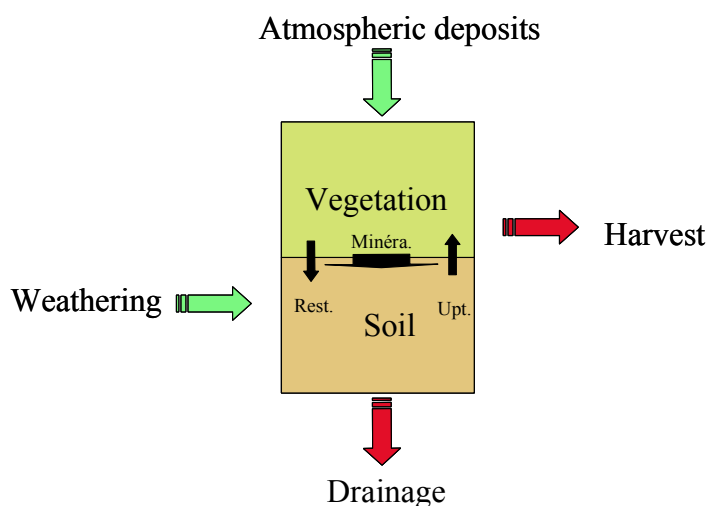 Atmospheric deposits
Vegetation
Minéra.
Harvest
Weathering
Rest.
Upt.
Soil
Drainage